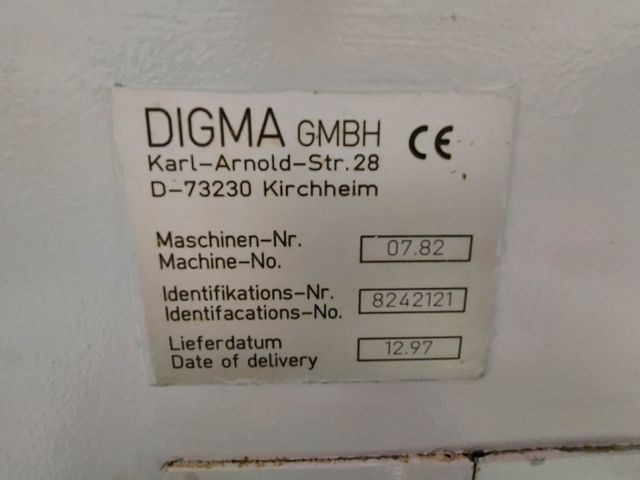 DIGMA GMBH CE
Karl-Arnold-Str.28
D-73230 Kirchheim
Maschinen-Nr.
Machine-No. 07.82
Identifikations-Nr.
Identifacations-No. 8242121
Lieferdatum
Date of delivery 12.97